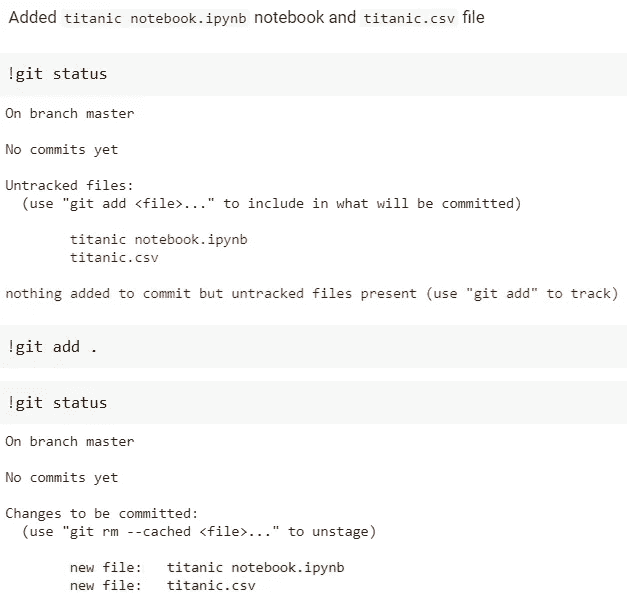 Added titanic notebook.ipynb notebook and titanic.csv file
!git status
On branch master
No commits yet
Untracked files:
(use "git add <file>..." to include in what will be committed)
titanic notebook.ipynb
titanic.csv
nothing added to commit but untracked files present (use "git add" to track)
!git add .
!git status
On branch master
No commits yet
Changes to be committed:
(use "git rm --cached <file>..." to unstage)
new file:   titanic notebook.ipynb
new file:   titanic.csv